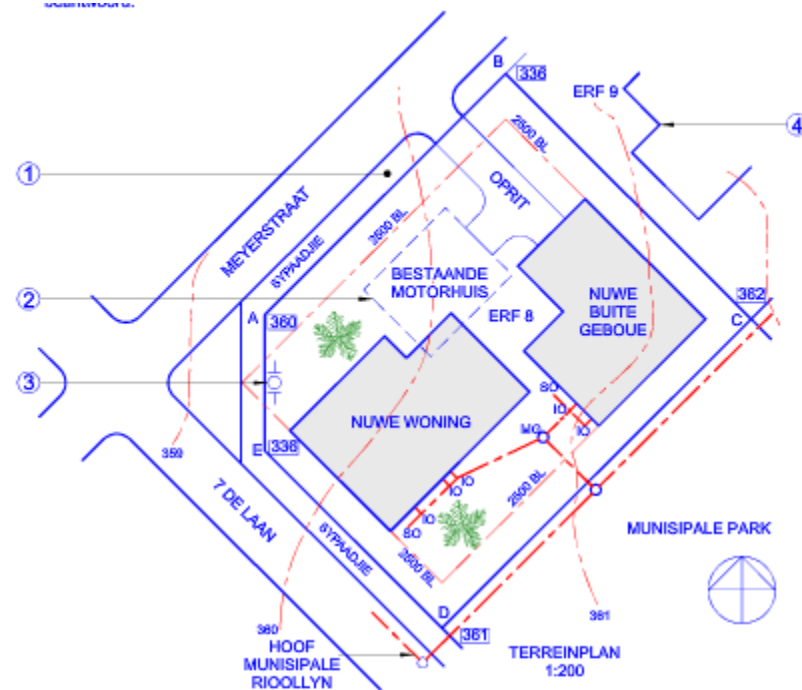 B
336
ERF 9
4
2500 BL
1
OPRIT
MEYERSTRAAT
SYPAADJIE
2500 BL
BESTAANDE
MOTORHUIS
2
NUWE
BUITE
GEBOUE
362
C
A
360
ERF 8
3
SO
IO
IO
NUWE WONING
MG
E
336
359
IO
IO
2500 BL
7 DE LAAN
SYPAADJIE
IO
SO
2500 BL
MUNISIPALE PARK
D
361
360
361
HOOF
MUNISIPALE
RIOOLLYN
TERREINPLAN
1:200